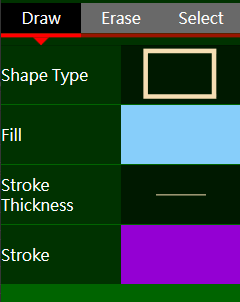 Draw Erase Select
Shape Type
Fill
Stroke
Thickness
Stroke